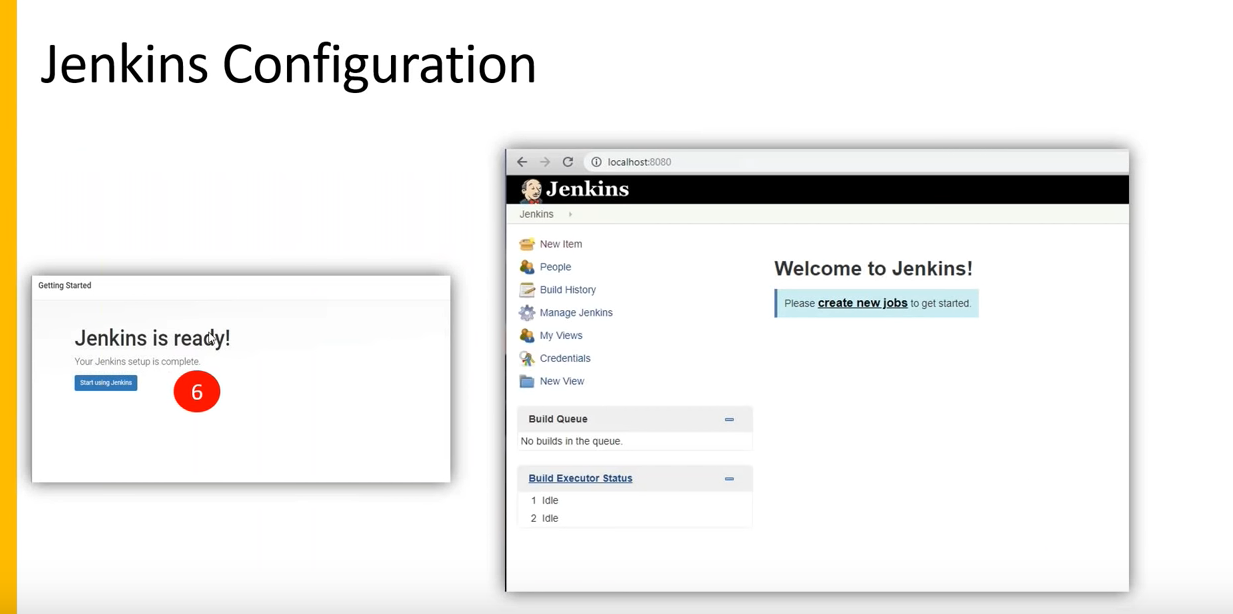 Jenkins Configuration
Getting Started
Jenkins is ready!
Your Jenkins setup is complete.
Start using Jenkins
6
localhost:8080
Jenkins
Jenkins
New Item
People
Build History
Manage Jenkins
My Views
Credentials
New View
Welcome to Jenkins!
Please create new jobs to get started.
Build Queue
No builds in the queue.
Build Executor Status
1 Idle
2 Idle